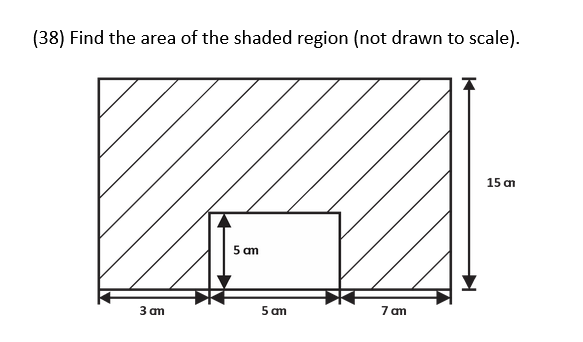 (38) Find the area of the shaded region (not drawn to scale).
15 cm
5 cm
3 cm
5 cm
7 cm